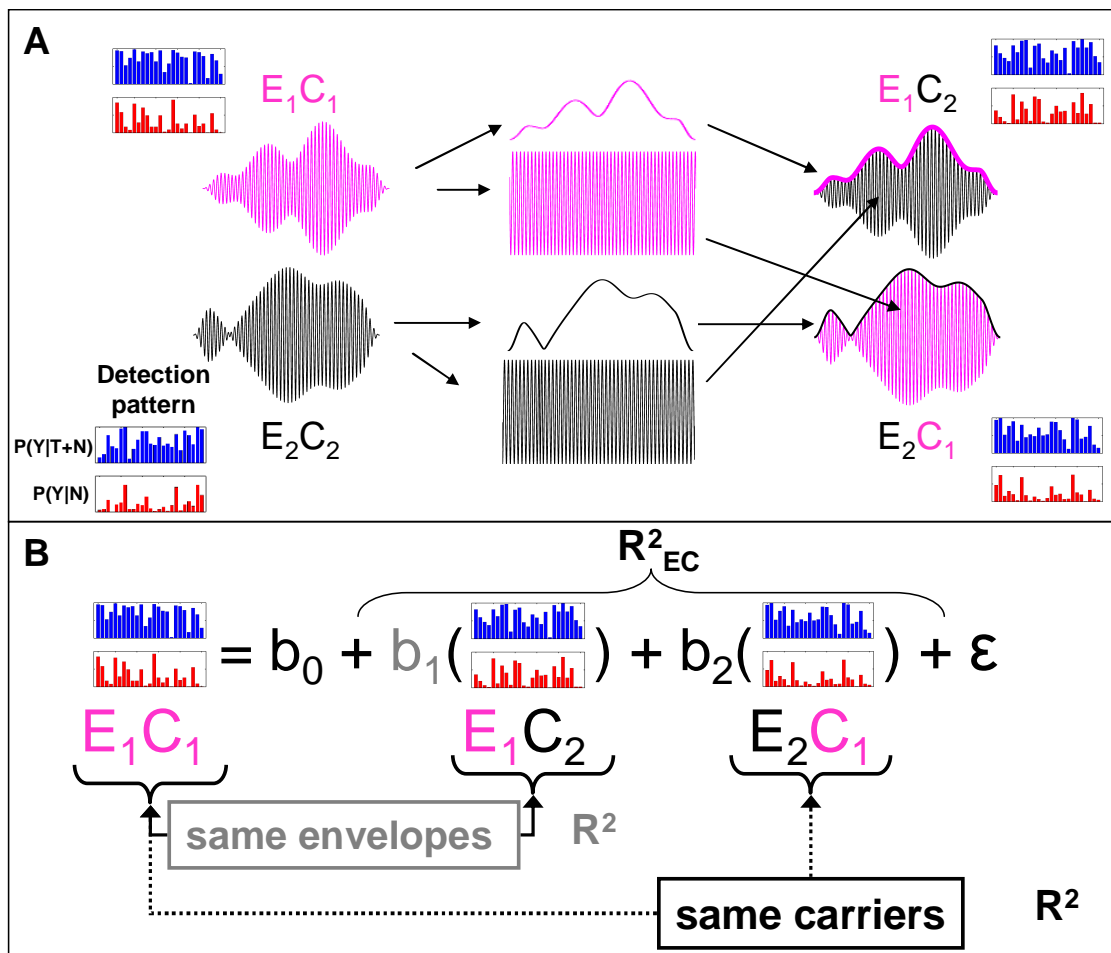 A
E₁C₁
E₁C₂
Detection
pattern
P(Y|T+N)
P(Y|N)
E₂C₂
E₂C₁
B
R²EC
= b₀ + b₁( ) + b₂( ) + ε
E₁C₁ E₁C₂ E₂C₁
same envelopes R²
same carriers R²